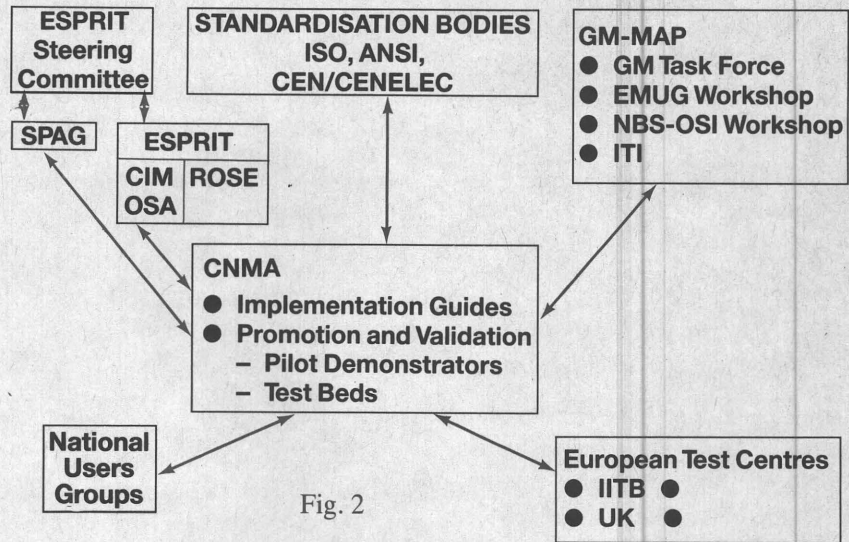 ESPRIT
Steering
Committee
STANDARDISATION BODIES
ISO, ANSI,
CEN/CENELEC
GM-MAP
● GM Task Force
● EMUG Workshop
● NBS-OSI Workshop
● ITI
SPAG
ESPRIT
CIM ROSE
OSA
CNMA
● Implementation Guides
● Promotion and Validation
– Pilot Demonstrators
– Test Beds
National
Users
Groups
European Test Centres
● IITB ●
● UK ●
Fig. 2